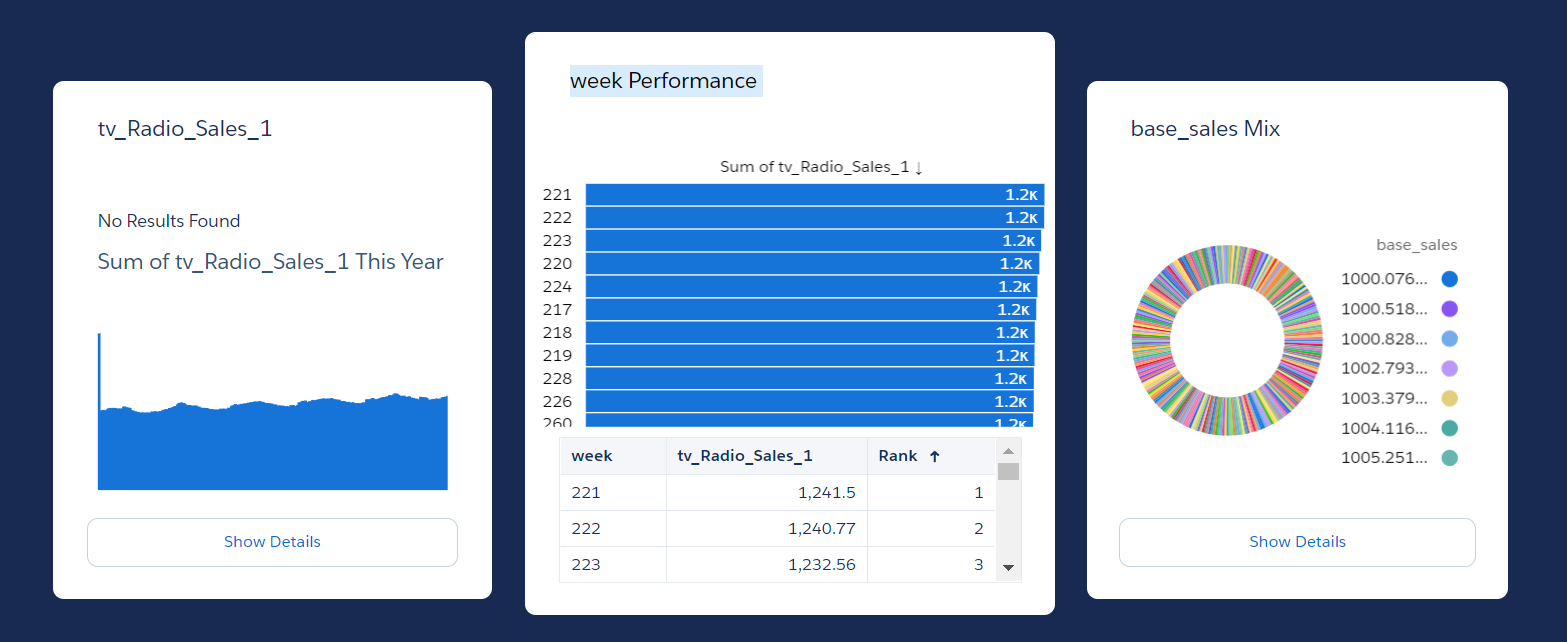 tv_Radio_Sales_1
No Results Found
Sum of tv_Radio_Sales_1 This Year
Show Details
week Performance
Sum of tv_Radio_Sales_1 ↓
221 1.2K
222 1.2K
223 1.2K
220 1.2K
224 1.2K
217 1.2K
218 1.2K
219 1.2K
228 1.2K
226 1.2K
260 1.2K
week tv_Radio_Sales_1 Rank ↑
221 1,241.5 1
222 1,240.77 2
223 1,232.56 3
base_sales Mix
base_sales
1000.076...
1000.518...
1000.828...
1002.793...
1003.379...
1004.116...
1005.251...
Show Details